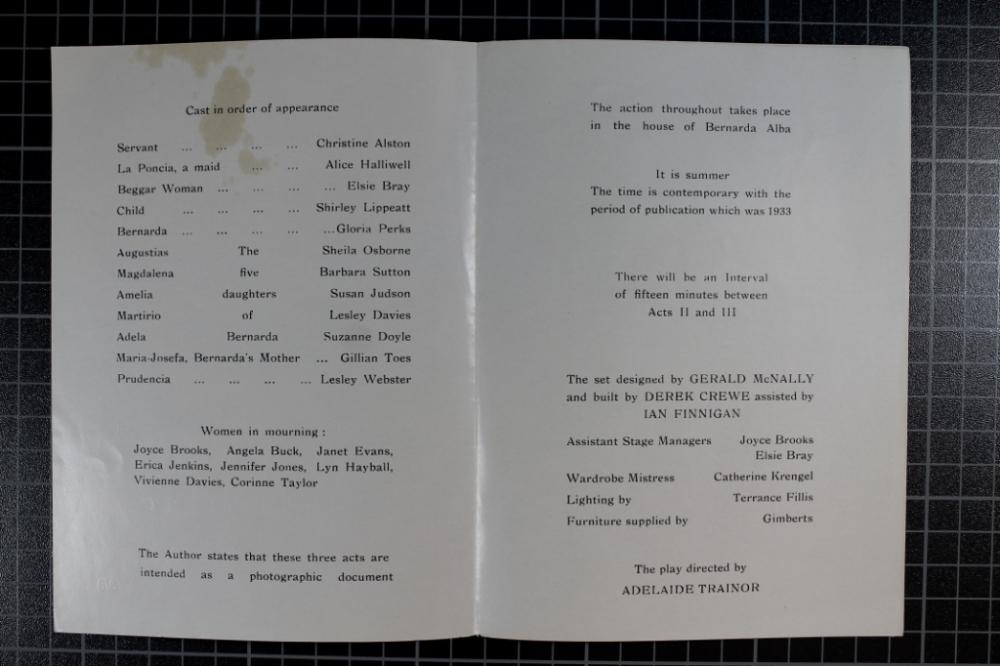 Cast in order of appearance
Servant ... ... ... ... Christine Alston
La Poncia, a maid ... ... Alice Halliwell
Beggar Woman ... ... ... ... Elsie Bray
Child ... ... ... ... Shirley Lippeatt
Bernarda ... ... ... ... ...Gloria Perks
Augustias The Sheila Osborne
Magdalena five Barbara Sutton
Amelia daughters Susan Judson
Martirio of Lesley Davies
Adela Bernarda Suzanne Doyle
Maria-Josefa, Bernarda's Mother ... Gillian Toes
Prudencia ... ... ... ... Lesley Webster
Women in mourning :
Joyce Brooks, Angela Buck, Janet Evans,
Erica Jenkins, Jennifer Jones, Lyn Hayball,
Vivienne Davies, Corinne Taylor
The Author states that these three acts are
intended as a photographic document
The action throughout takes place
in the house of Bernarda Alba
It is summer
The time is contemporary with the
period of publication which was 1933
There will be an Interval
of fifteen minutes between
Acts II and III
The set designed by GERALD McNALLY
and built by DEREK CREWE assisted by
IAN FINNIGAN
Assistant Stage Managers Joyce Brooks
Elsie Bray
Wardrobe Mistress Catherine Krengel
Lighting by Terrance Fillis
Furniture supplied by Gimberts
The play directed by
ADELAIDE TRAINOR